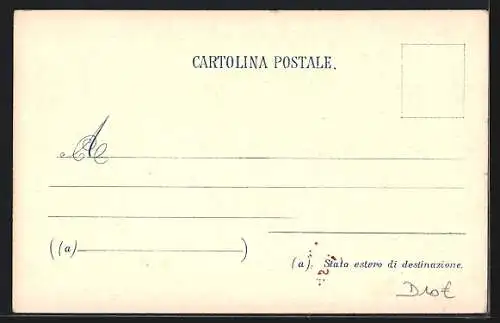 CARTOLINA POSTALE.
A
((a)
)
(a). Stato estero di destinazione.